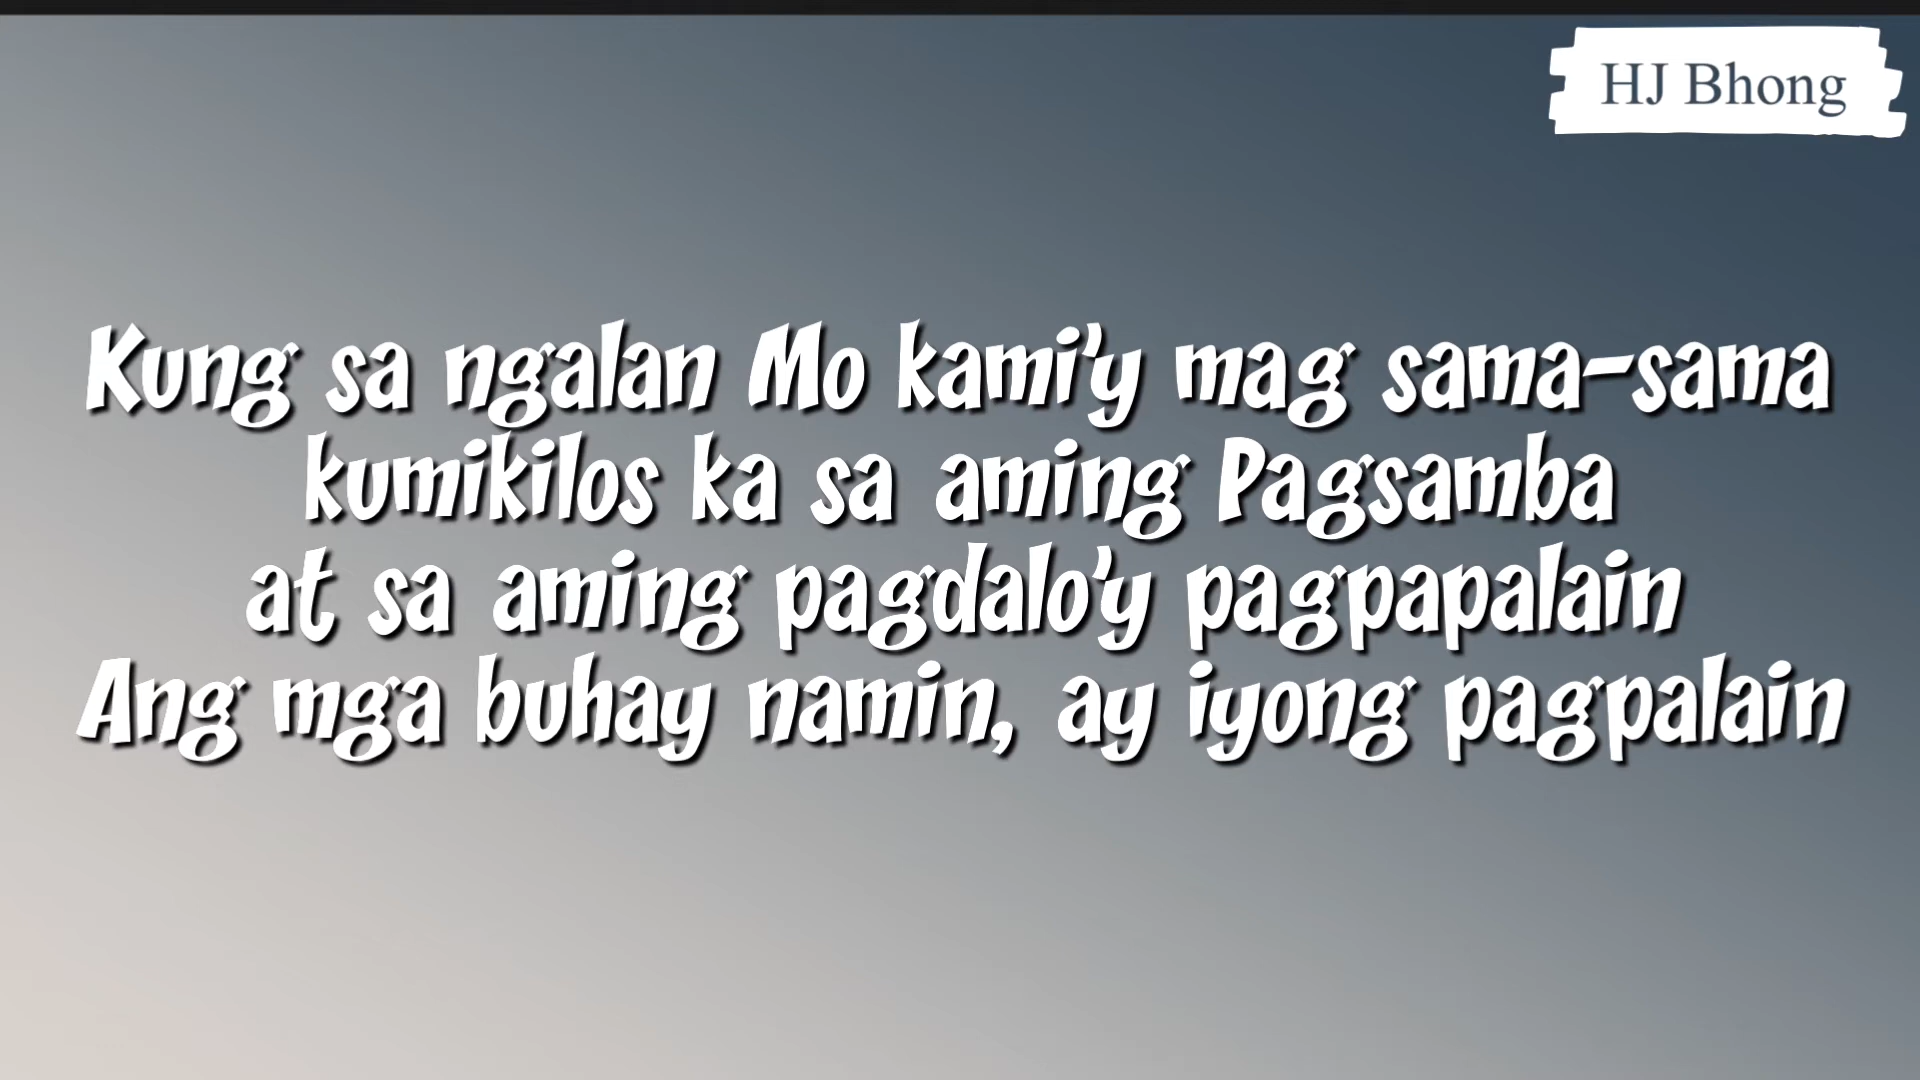 HJ Bhong
Kung sa ngalan Mo kami'y mag sama-sama
kumikilos ka sa aming Pagsamba
at sa aming pagdalo'y pagpapalain
Ang mga buhay namin, ay iyong pagpalain